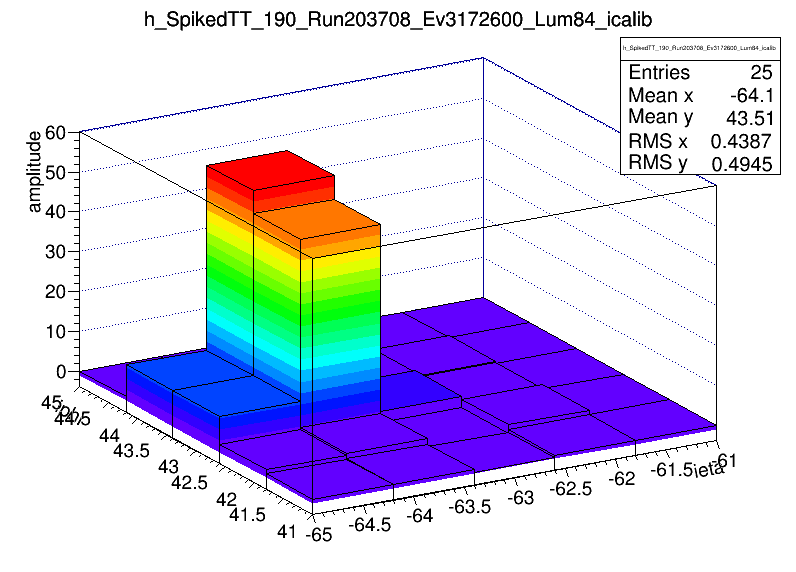 h_SpikedTT_190_Run203708_Ev3172600_Lum84_icalib
h_SpikedTT_190_Run203708_Ev3172600_Lum84_icalib
Entries 25
Mean x -64.1
Mean y 43.51
RMS x 0.4387
RMS y 0.4945
amplitude
60
50
40
30
20
10
0
45
44.5
44
43.5
43
42.5
42
41.5
41
-65
-64.5
-64
-63.5
-63
-62.5
-62
-61.5
-61
ieta